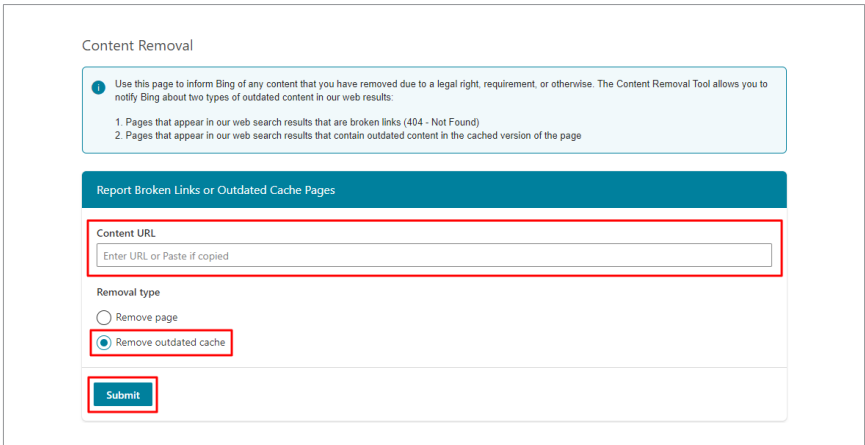 Content Removal
Use this page to inform Bing of any content that you have removed due to a legal right, requirement, or otherwise. The Content Removal Tool allows you to
notify Bing about two types of outdated content in our web results:
1. Pages that appear in our web search results that are broken links (404 - Not Found)
2. Pages that appear in our web search results that contain outdated content in the cached version of the page
Report Broken Links or Outdated Cache Pages
Content URL
Enter URL or Paste if copied
Removal type
Remove page
Remove outdated cache
Submit